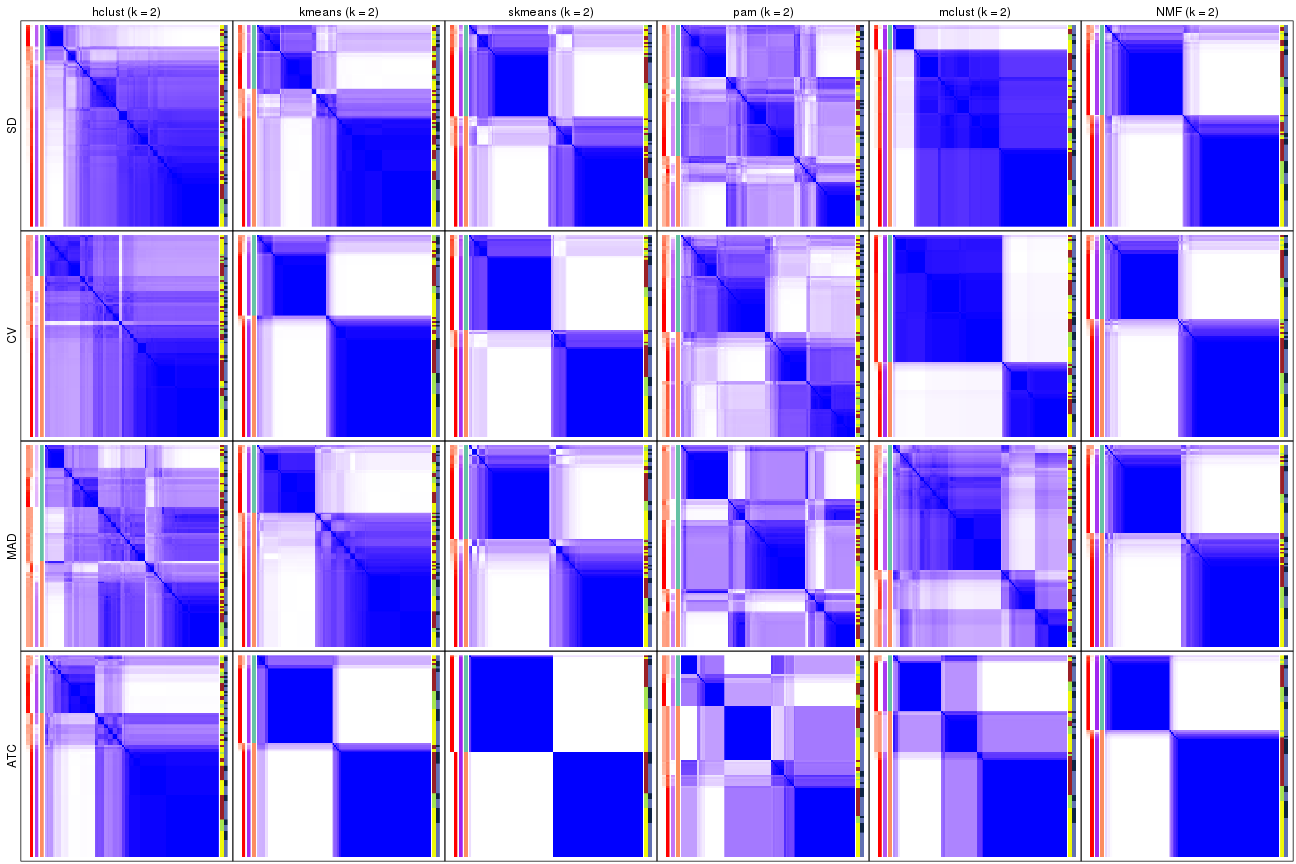 hclust (k = 2) kmeans (k = 2) skmeans (k = 2) pam (k = 2) mclust (k = 2) NMF (k = 2)
SD
CV
MAD
ATC